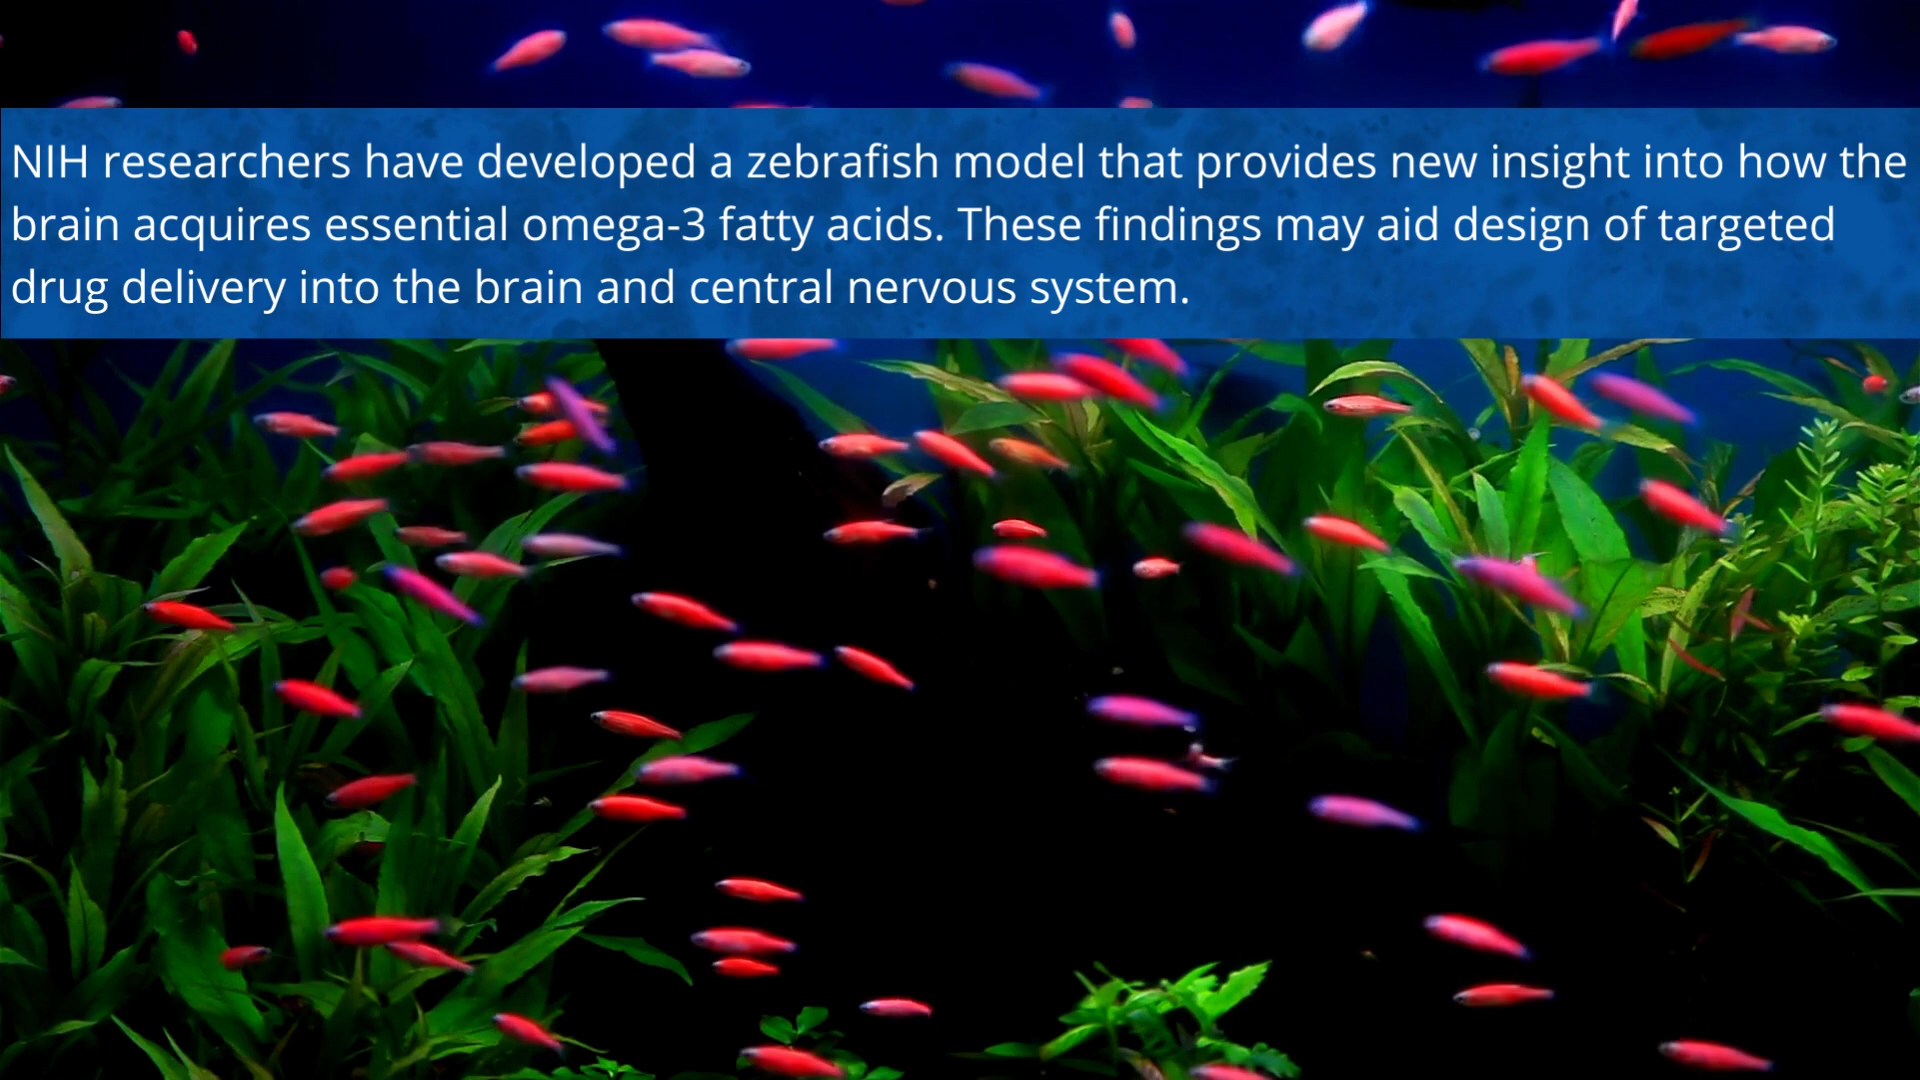 NIH researchers have developed a zebrafish model that provides new insight into how the
brain acquires essential omega-3 fatty acids. These findings may aid design of targeted
drug delivery into the brain and central nervous system.